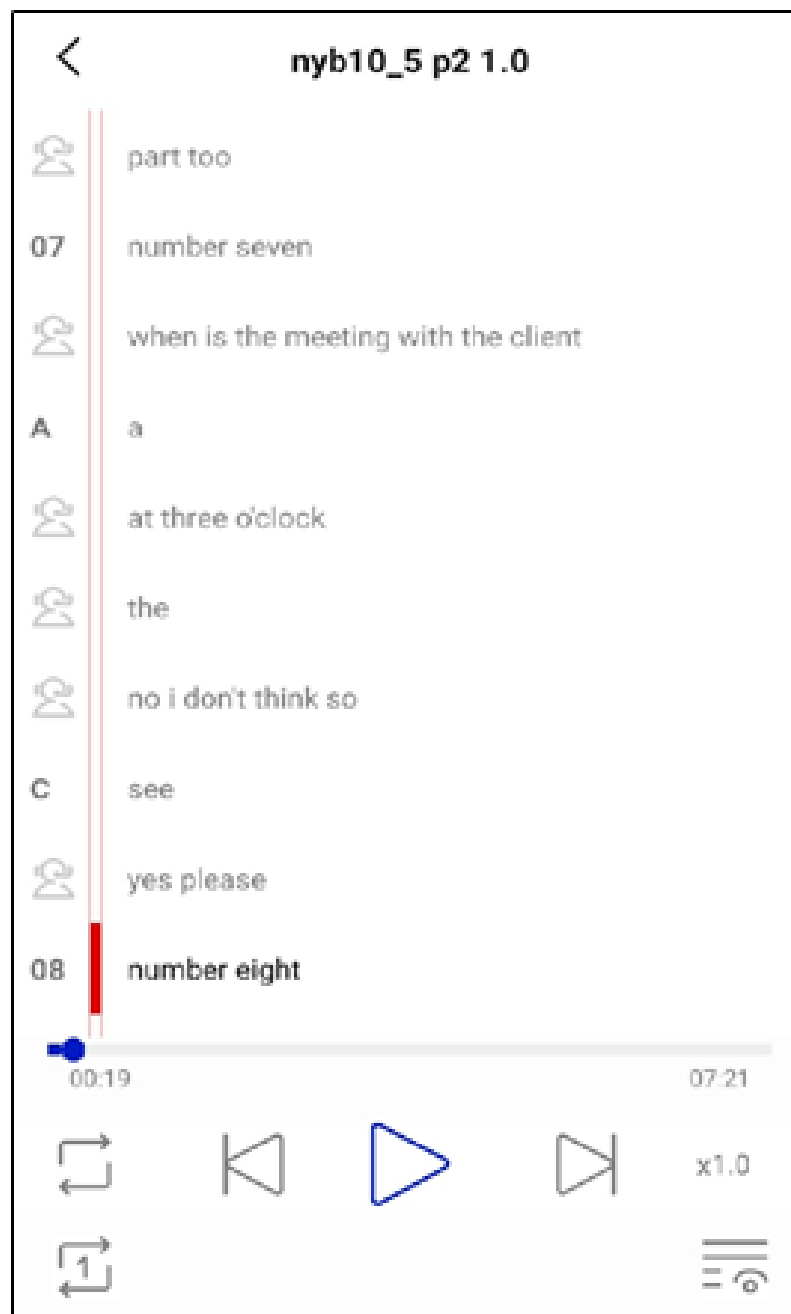 nyb10_5 p2 1.0
part too
07 number seven
when is the meeting with the client
A a
at three o'clock
the
no i don't think so
C see
yes please
08 number eight
00:19 07:21
x1.0
1